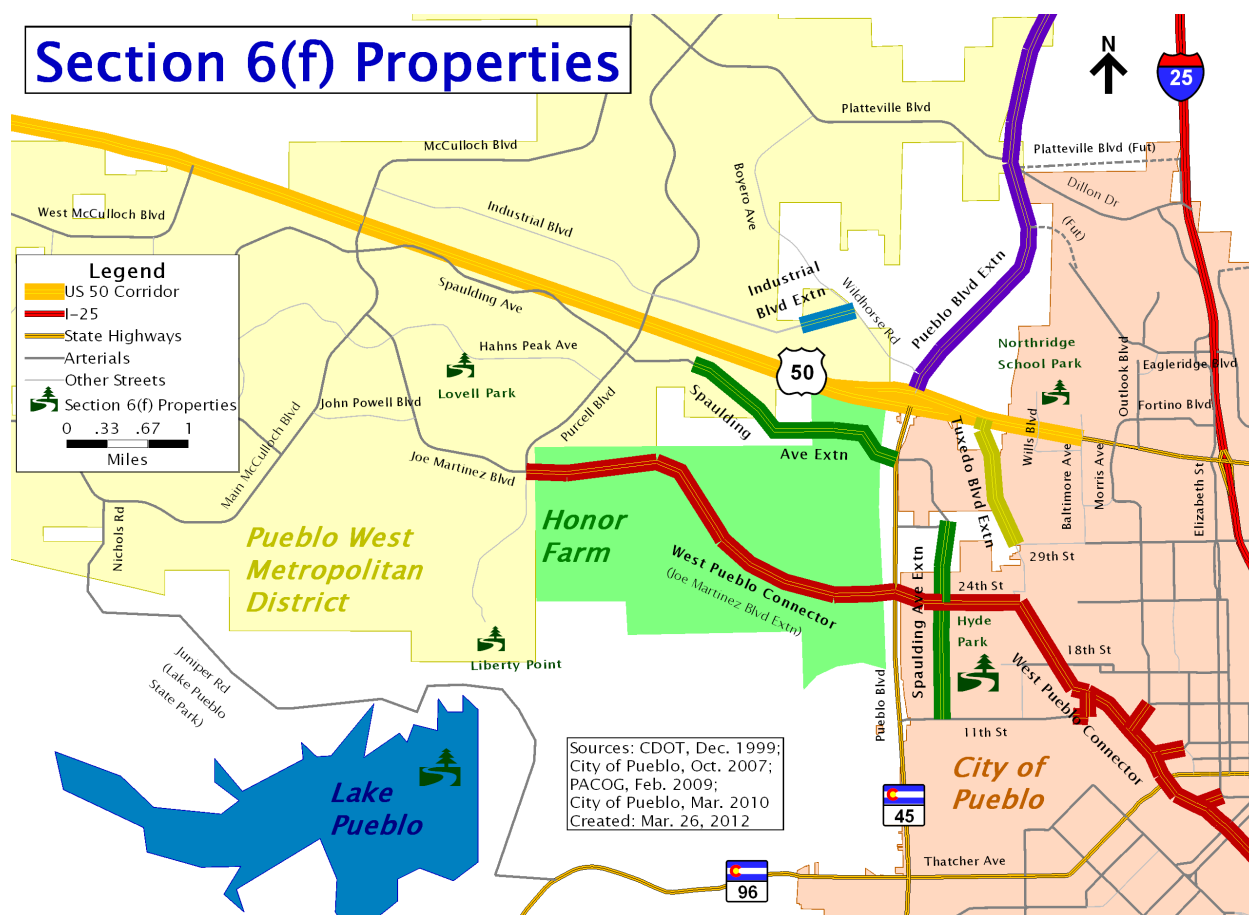 Section 6(f) Properties
N
25
Platteville Blvd
McCulloch Blvd
Platteville Blvd (Fut)
Boyero Ave
Dillon Dr
West McCulloch Blvd
Industrial Blvd
(Fut)
Legend
US 50 Corridor
I-25
State Highways
Arterials
Other Streets
Section 6(f) Properties
0 .33 .67 1
Miles
Spaulding Ave
Industrial
Blvd Extn
Wildhorse Rd
Pueblo Blvd Extn
Northridge
School Park
Outlook Blvd
Eagleridge Blvd
Fortino Blvd
Hahns Peak Ave
Lovell Park
50
John Powell Blvd
Purcell Blvd
Spaulding
Ave Extn
Tuxedo Blvd Extn
Wills Blvd
Baltimore Ave
Morris Ave
Elizabeth St
Main McCulloch Blvd
Joe Martinez Blvd
Nichols Rd
Pueblo West
Metropolitan
District
Honor
Farm
West Pueblo Connector
(Joe Martinez Blvd Extn)
29th St
24th St
Spaulding Ave Extn
Hyde
Park
18th St
Liberty Point
Juniper Rd
(Lake Pueblo
State Park)
Pueblo Blvd
West Pueblo Connector
11th St
Sources: CDOT, Dec. 1999;
City of Pueblo, Oct. 2007;
PACOG, Feb. 2009;
City of Pueblo, Mar. 2010
Created: Mar. 26, 2012
Lake
Pueblo
City of
Pueblo
45
Thatcher Ave
96